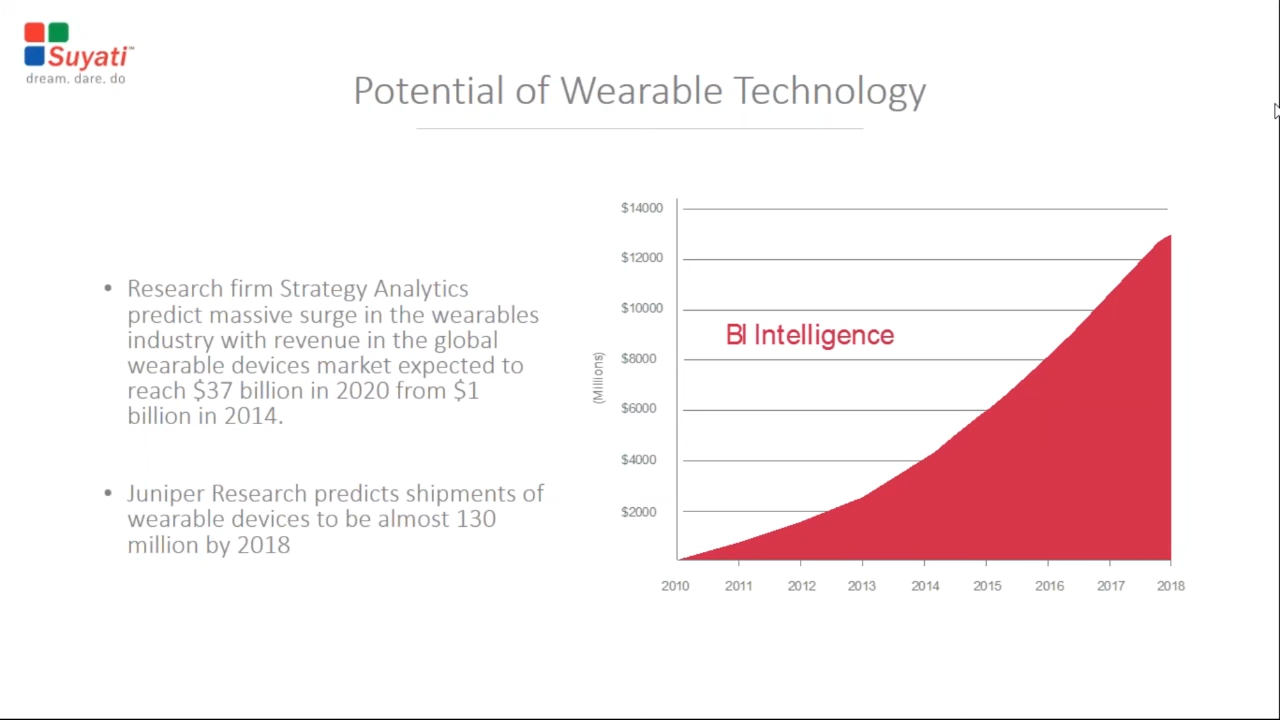 Suyati™
dream. dare. do
Potential of Wearable Technology
• Research firm Strategy Analytics
predict massive surge in the wearables
industry with revenue in the global
wearable devices market expected to
reach $37 billion in 2020 from $1
billion in 2014.
• Juniper Research predicts shipments of
wearable devices to be almost 130
million by 2018
$14000
$12000
$10000
BI Intelligence
$8000
(Millions)
$6000
$4000
$2000
2010 2011 2012 2013 2014 2015 2016 2017 2018